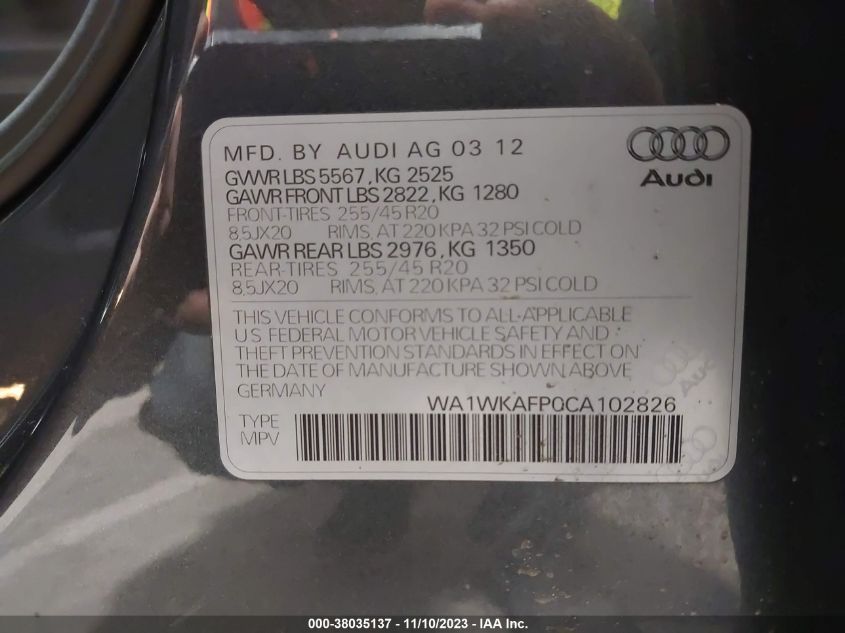 MFD. BY AUDI AG 03 12
Audi
GVWR LBS 5567, KG 2525
GAWR FRONT LBS 2822, KG 1280
FRONT-TIRES 255/45 R20
8,5JX20 RIMS, AT 220 KPA 32 PSI COLD
GAWR REAR LBS 2976, KG 1350
REAR-TIRES 255/45 R20
8,5JX20 RIMS, AT 220 KPA 32 PSI COLD
THIS VEHICLE CONFORMS TO ALL APPLICABLE
U.S. FEDERAL MOTOR VEHICLE SAFETY AND
THEFT PREVENTION STANDARDS IN EFFECT ON
THE DATE OF MANUFACTURE SHOWN ABOVE
GERMANY
WA1WKAFP0CA102826
TYPE
MPV
000-38035137 - 11/10/2023 - © IAA Holdings, LLC.